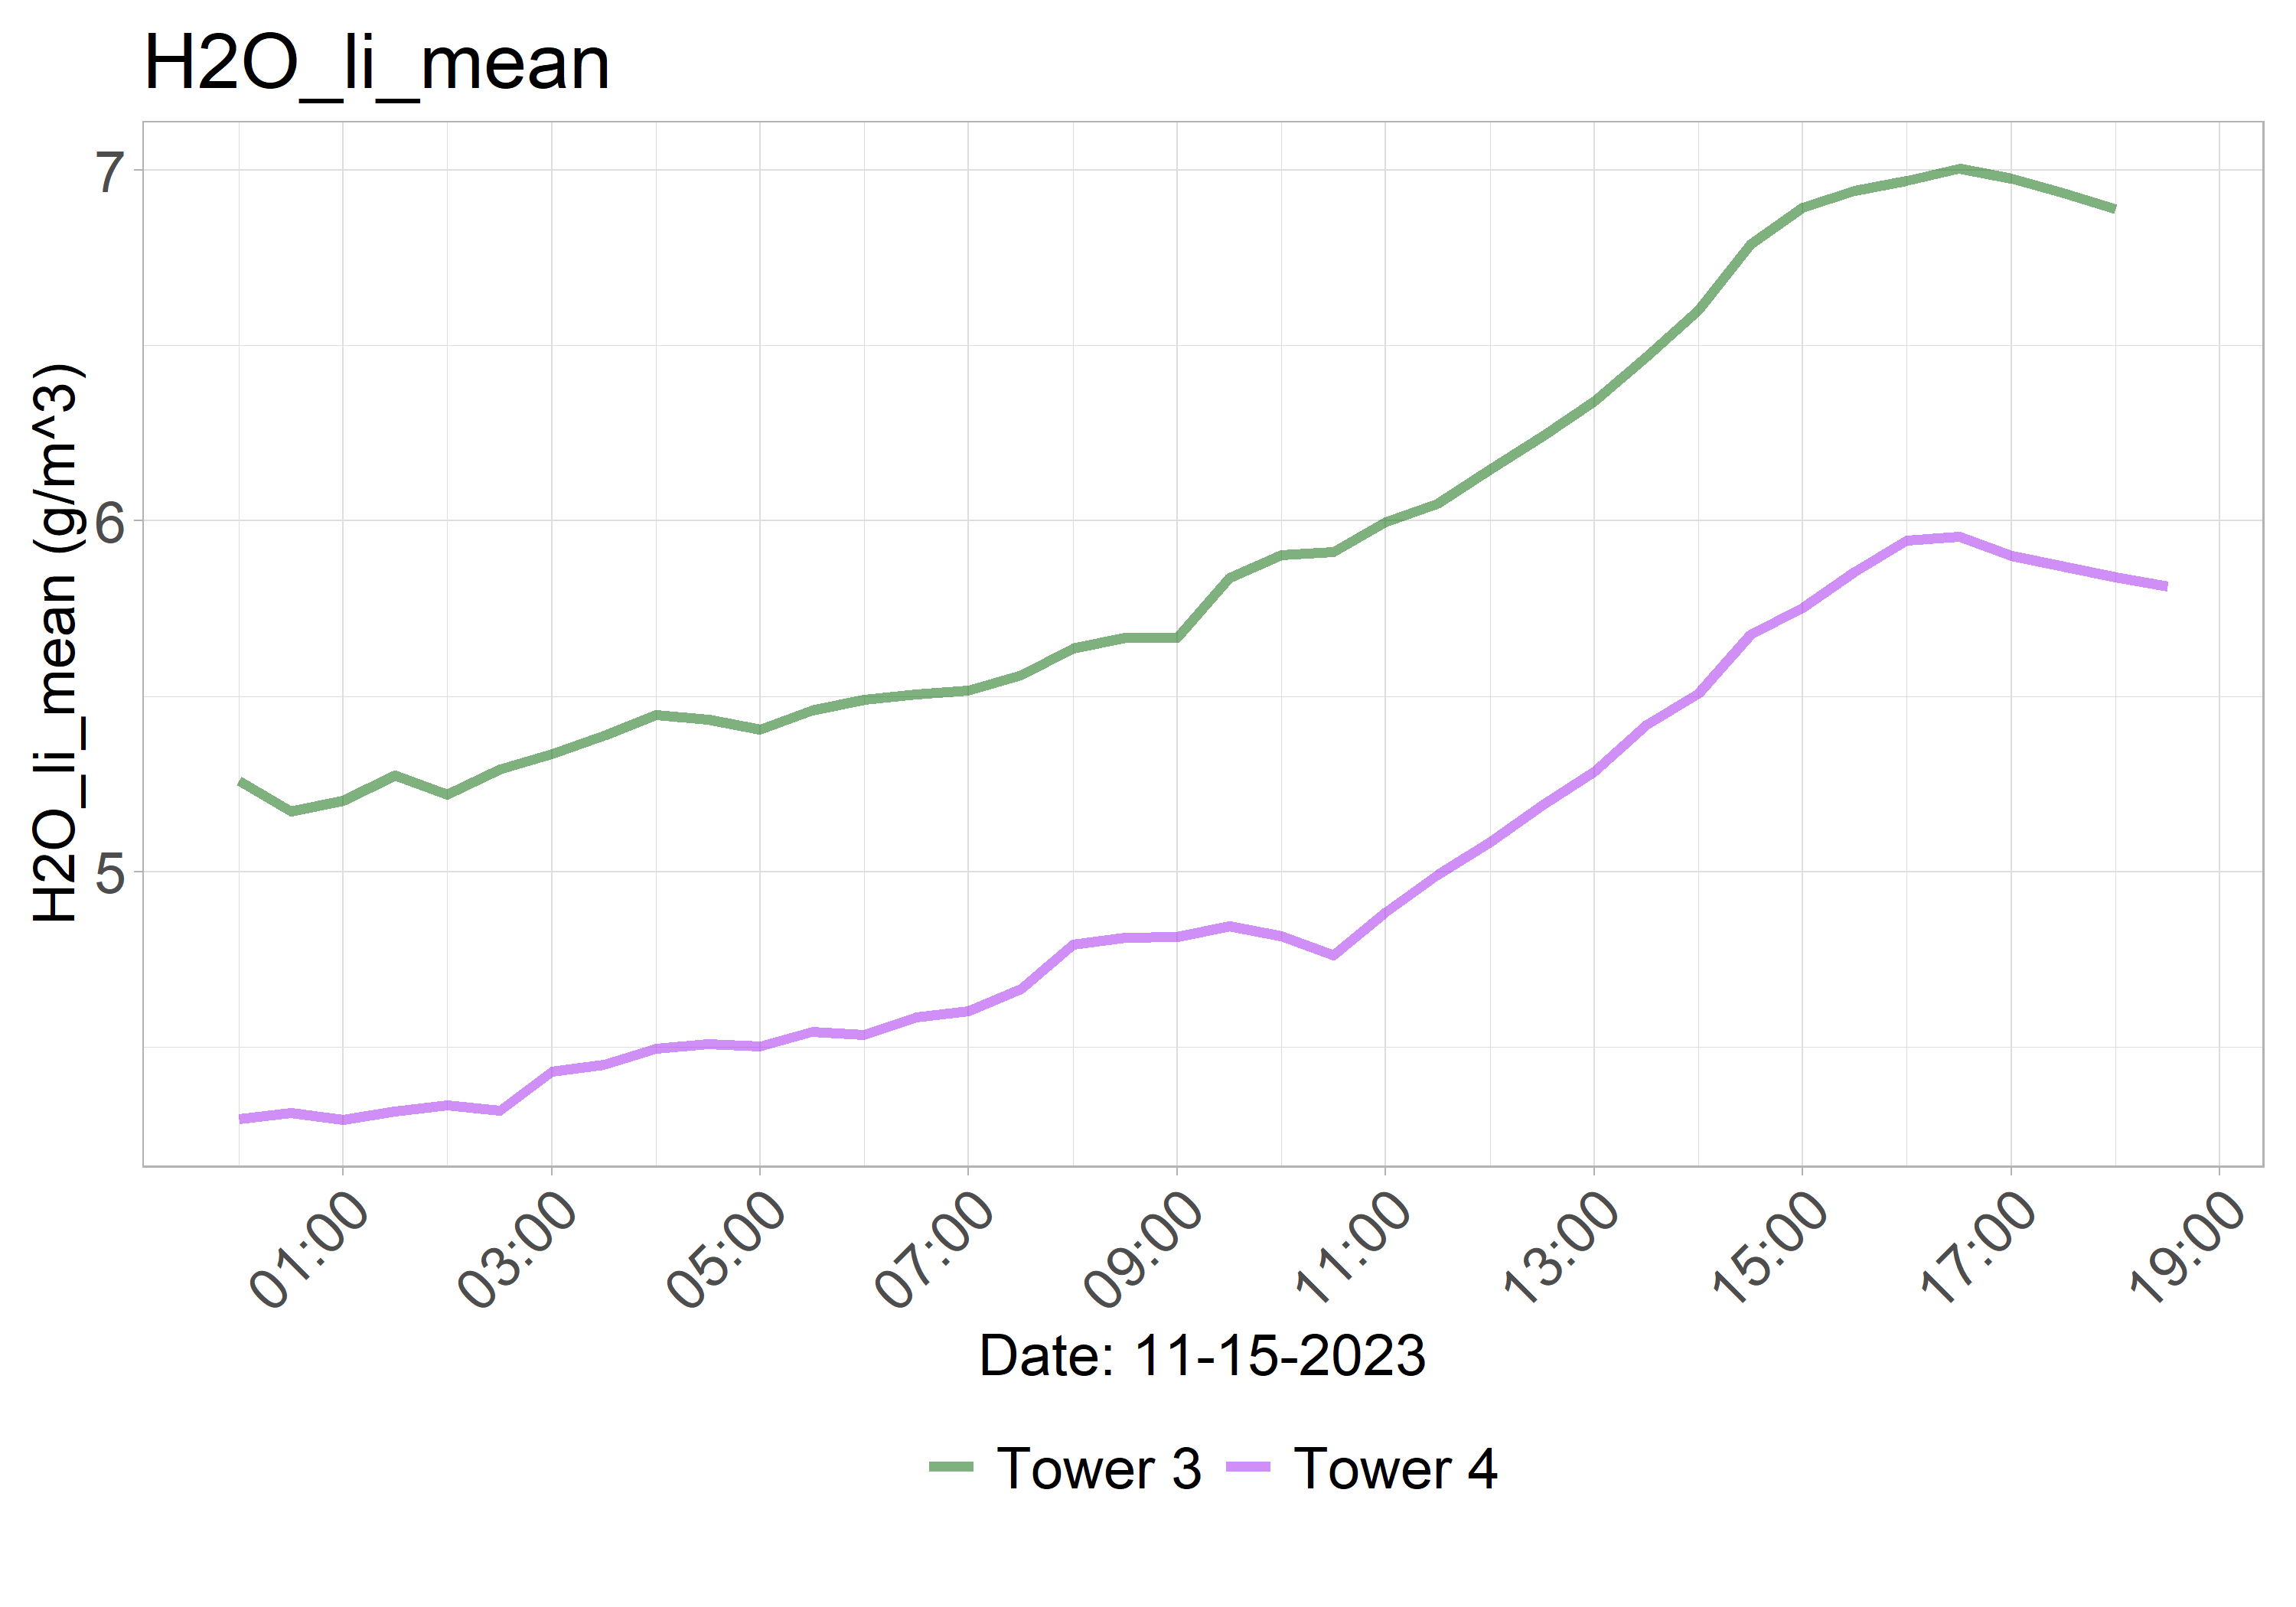 H2O_li_mean
H2O_li_mean (g/m^3)
7
6
5
01:00 03:00 05:00 07:00 09:00 11:00 13:00 15:00 17:00 19:00
Date: 11-15-2023
Tower 3 Tower 4